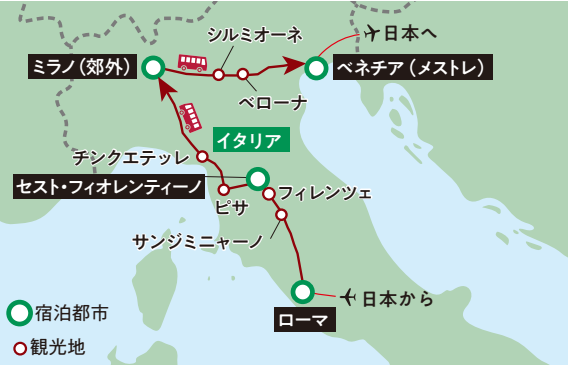 シルミオーネ
日本へ
ミラノ（郊外）
ベネチア（メストレ）
ベローナ
イタリア
チンクエテッレ
セスト・フィオレンティーノ
ピサ
フィレンツェ
サンジミニャーノ
日本から
ローマ
宿泊都市
観光地